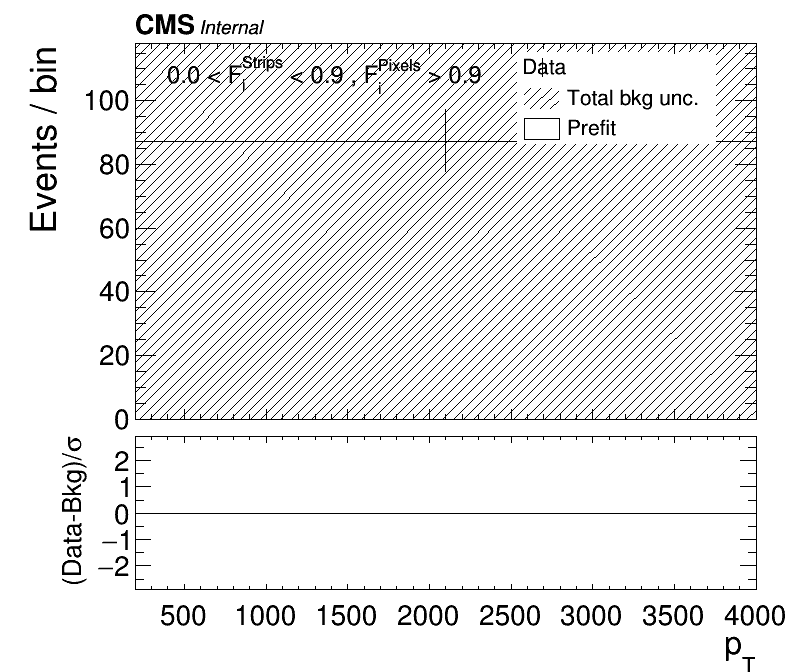 CMS Internal
0.0 < F_i^Strips < 0.9 , F_i^Pixels > 0.9
Data
Total bkg unc.
Prefit
Events / bin
100
80
60
40
20
0
(Data-Bkg)/σ
2
1
0
−1
−2
500 1000 1500 2000 2500 3000 3500 4000
p_T